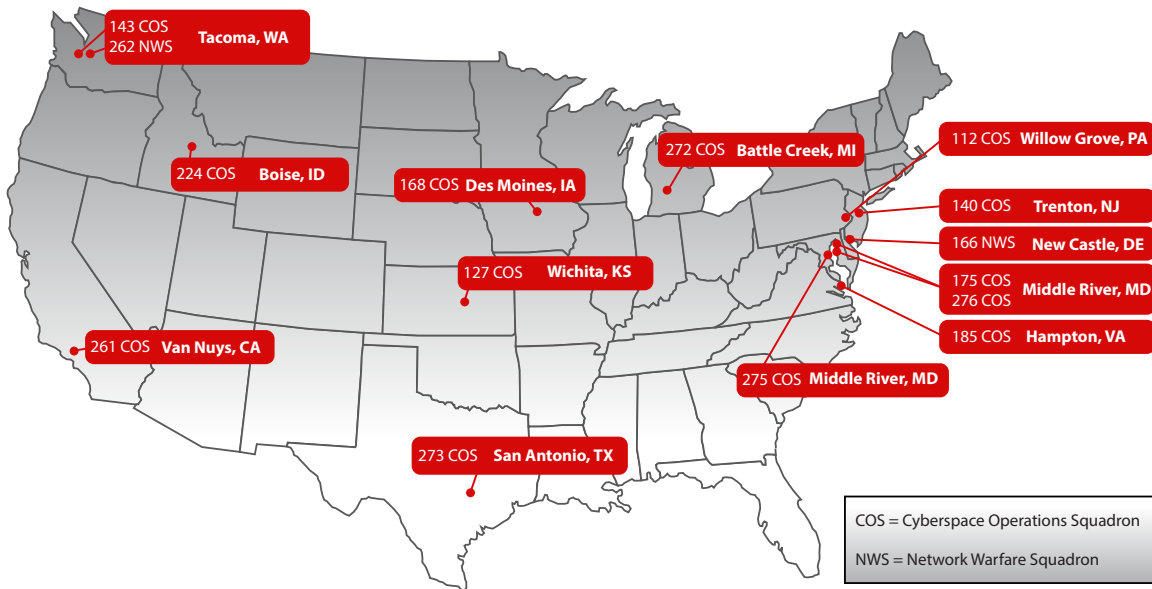 143 COS
262 NWS
Tacoma, WA
224 COS Boise, ID
168 COS Des Moines, IA
272 COS Battle Creek, MI
112 COS Willow Grove, PA
140 COS Trenton, NJ
166 NWS New Castle, DE
175 COS
276 COS
Middle River, MD
185 COS Hampton, VA
127 COS Wichita, KS
261 COS Van Nuys, CA
275 COS Middle River, MD
273 COS San Antonio, TX
COS = Cyberspace Operations Squadron
NWS = Network Warfare Squadron